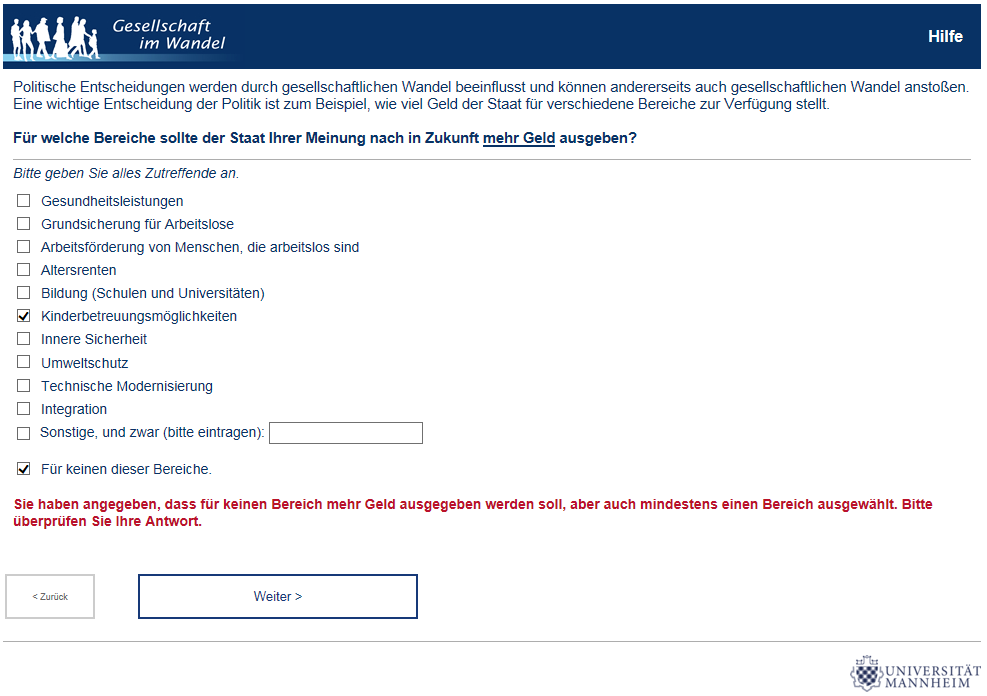 Gesellschaft
im Wandel
Hilfe
Politische Entscheidungen werden durch gesellschaftlichen Wandel beeinflusst und können andererseits auch gesellschaftlichen Wandel anstoßen.
Eine wichtige Entscheidung der Politik ist zum Beispiel, wie viel Geld der Staat für verschiedene Bereiche zur Verfügung stellt.
Für welche Bereiche sollte der Staat Ihrer Meinung nach in Zukunft mehr Geld ausgeben?
Bitte geben Sie alles Zutreffende an.
Gesundheitsleistungen
Grundsicherung für Arbeitslose
Arbeitsförderung von Menschen, die arbeitslos sind
Altersrenten
Bildung (Schulen und Universitäten)
Kinderbetreuungsmöglichkeiten
Innere Sicherheit
Umweltschutz
Technische Modernisierung
Integration
Sonstige, und zwar (bitte eintragen):
Für keinen dieser Bereiche.
Sie haben angegeben, dass für keinen Bereich mehr Geld ausgegeben werden soll, aber auch mindestens einen Bereich ausgewählt. Bitte
überprüfen Sie Ihre Antwort.
< Zurück
Weiter >
UNIVERSITÄT
MANNHEIM